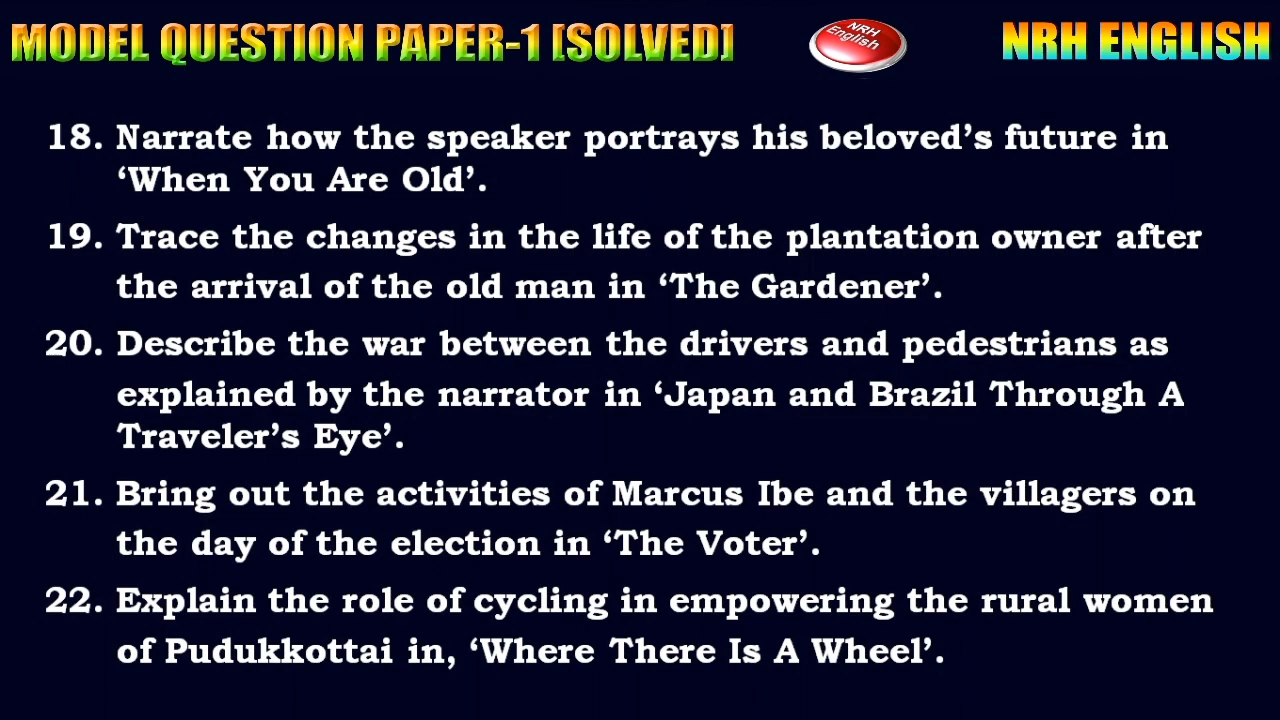 MODEL QUESTION PAPER-1 [SOLVED]
NRH English
NRH ENGLISH
18. Narrate how the speaker portrays his beloved’s future in
‘When You Are Old’.
19. Trace the changes in the life of the plantation owner after
the arrival of the old man in ‘The Gardener’.
20. Describe the war between the drivers and pedestrians as
explained by the narrator in ‘Japan and Brazil Through A
Traveler’s Eye’.
21. Bring out the activities of Marcus Ibe and the villagers on
the day of the election in ‘The Voter’.
22. Explain the role of cycling in empowering the rural women
of Pudukkottai in, ‘Where There Is A Wheel’.